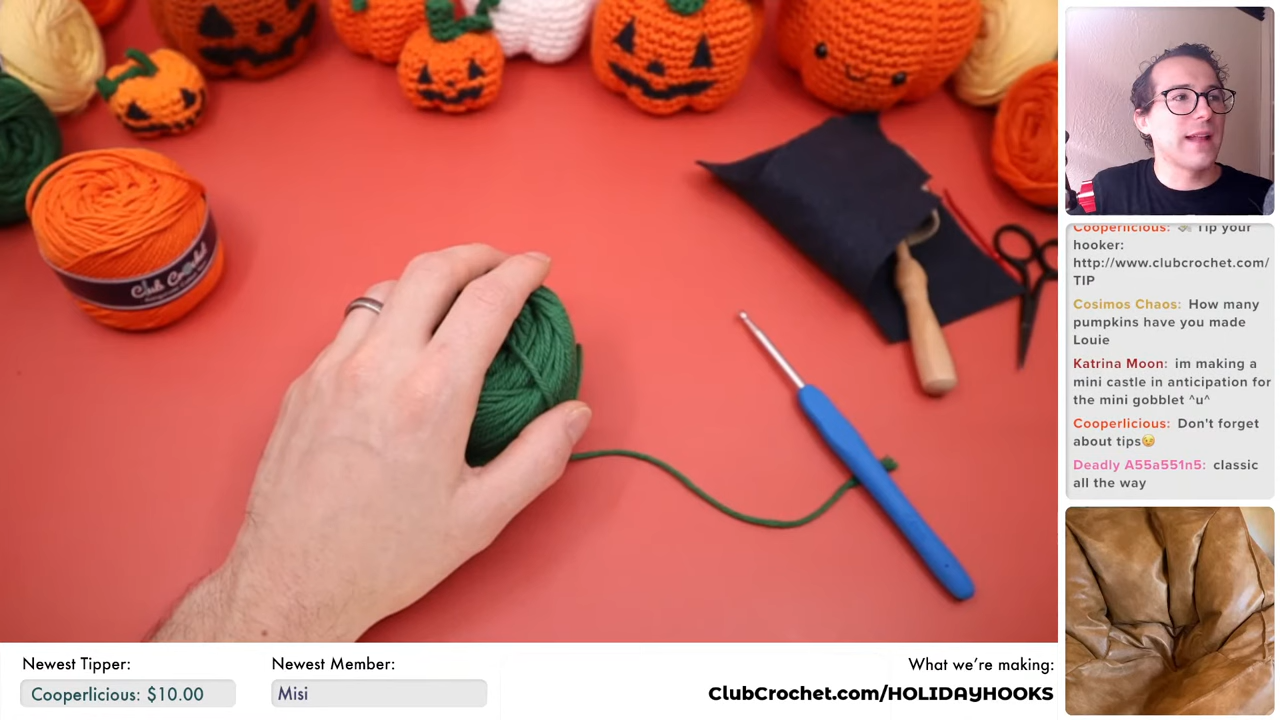 Club Crochet
Cooperlicious: 💸 Tip your
hooker:
http://www.clubcrochet.com/
TIP
Cosimos Chaos: How many
pumpkins have you made
Louie
Katrina Moon: im making a
mini castle in anticipation for
the mini gobblet ^u^
Cooperlicious: Don't forget
about tips😉
Deadly A55a551n5: classic
all the way
Newest Tipper:
Cooperlicious: $10.00
Newest Member:
Misi
What we're making:
ClubCrochet.com/HOLIDAYHOOKS